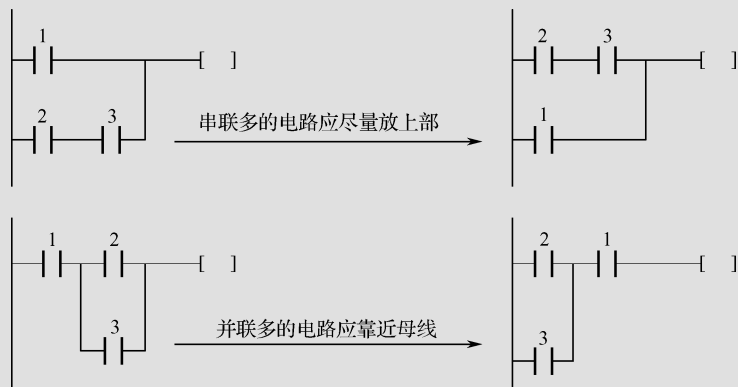 1 [ ]
2 3
串联多的电路应尽量放上部
2 3 [ ]
1
1 2 [ ]
3
并联多的电路应靠近母线
2 1 [ ]
3